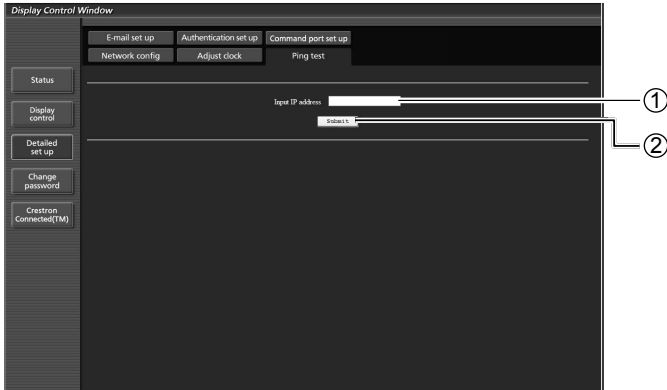 Display Control Window
E-mail set up Authentication set up Command port set up
Network config Adjust clock Ping test
Status
Display
control
Detailed
set up
Change
password
Crestron
Connected(TM)
Input IP address
Submit
①
②